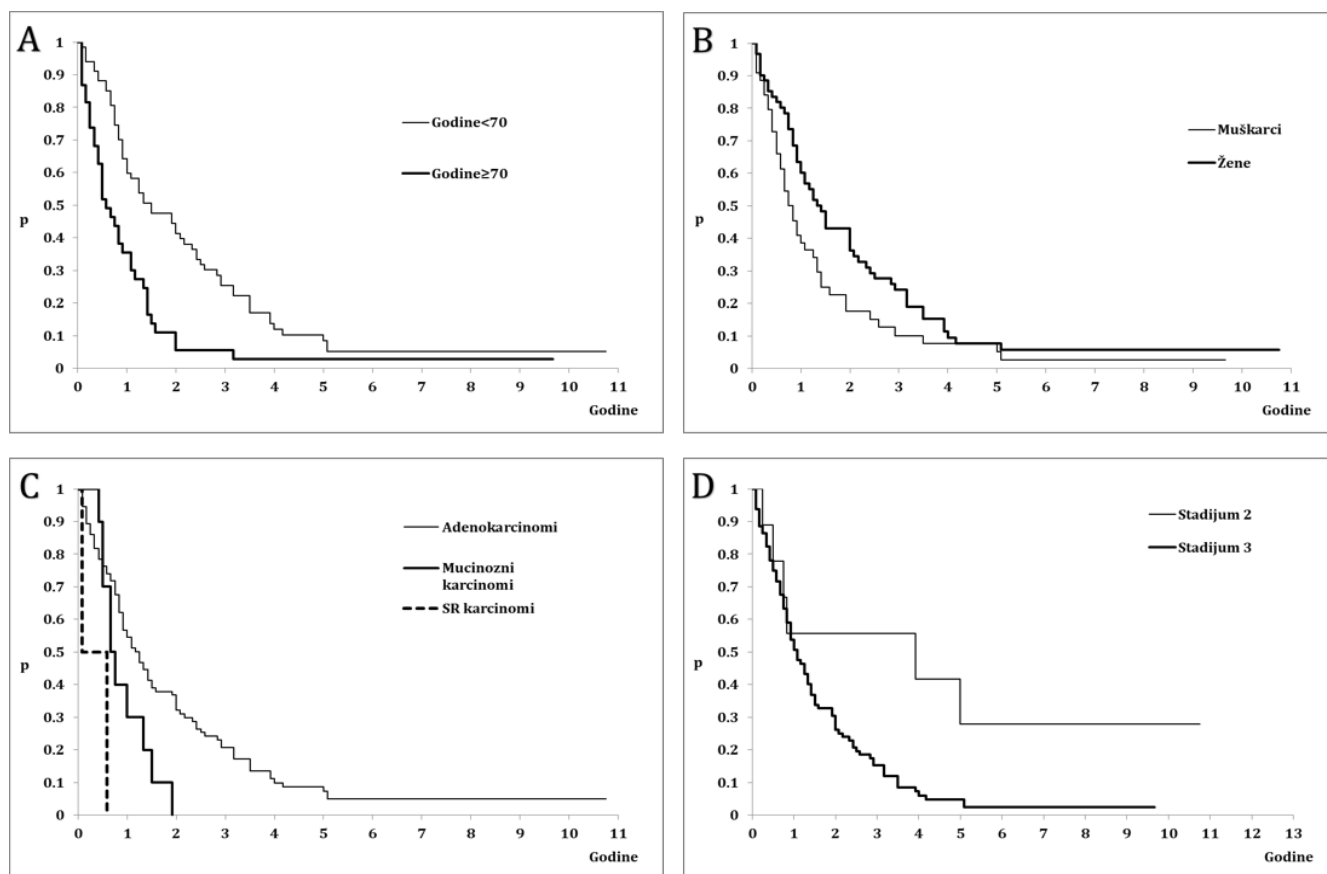 A
1
0.9
0.8
0.7
0.6
0.5
0.4
0.3
0.2
0.1
0
p
Godine<70
Godine≥70
0 1 2 3 4 5 6 7 8 9 10 11
Godine
B
1
0.9
0.8
0.7
0.6
0.5
0.4
0.3
0.2
0.1
0
p
Muškarci
Žene
0 1 2 3 4 5 6 7 8 9 10 11
Godine
C
1
0.9
0.8
0.7
0.6
0.5
0.4
0.3
0.2
0.1
0
p
Adenokarcinomi
Mucinozni
karcinomi
SR karcinomi
0 1 2 3 4 5 6 7 8 9 10 11
Godine
D
1
0.9
0.8
0.7
0.6
0.5
0.4
0.3
0.2
0.1
0
p
Stadijum 2
Stadijum 3
0 1 2 3 4 5 6 7 8 9 10 11 12 13
Godine